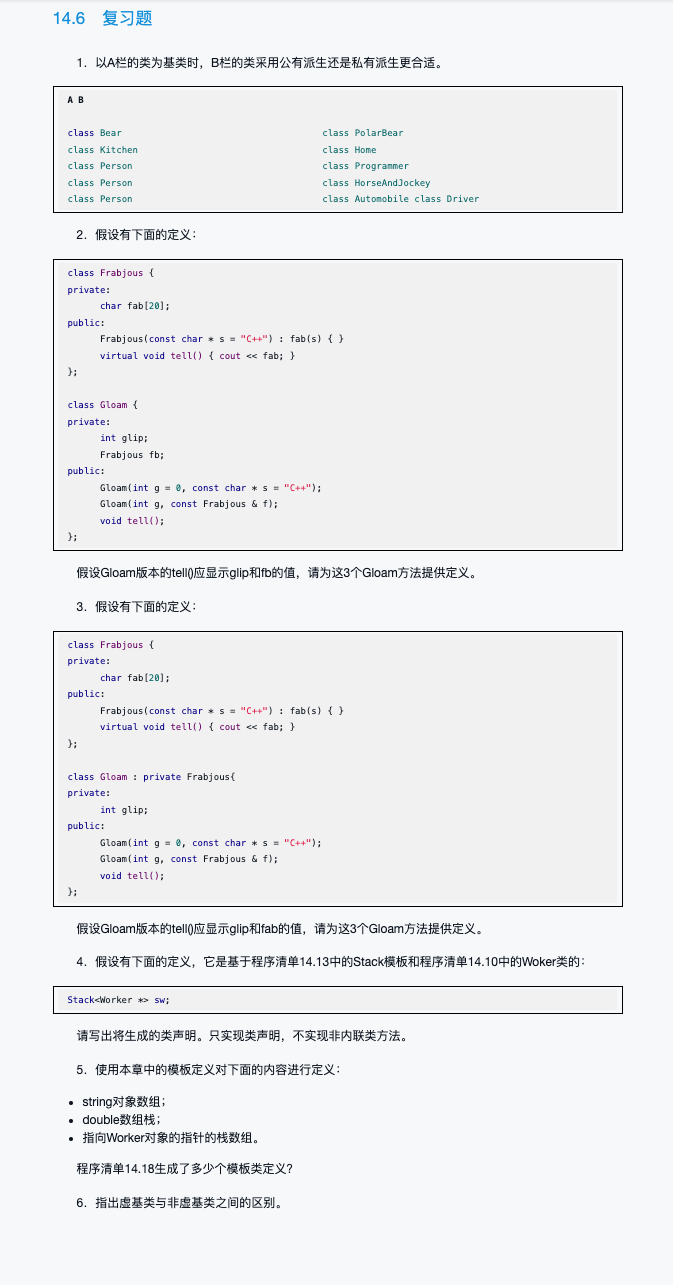 14.6 复习题
1．以A栏的类为基类时，B栏的类采用公有派生还是私有派生更合适。
A B
class Bear class PolarBear
class Kitchen class Home
class Person class Programmer
class Person class HorseAndJockey
class Person class Automobile class Driver
2．假设有下面的定义：
class Frabjous {
private:
char fab[20];
public:
Frabjous(const char * s = "C++") : fab(s) { }
virtual void tell() { cout << fab; }
};
class Gloam {
private:
int glip;
Frabjous fb;
public:
Gloam(int g = 0, const char * s = "C++");
Gloam(int g, const Frabjous & f);
void tell();
};
假设Gloam版本的tell()应显示glip和fb的值，请为这3个Gloam方法提供定义。
3．假设有下面的定义：
class Frabjous {
private:
char fab[20];
public:
Frabjous(const char * s = "C++") : fab(s) { }
virtual void tell() { cout << fab; }
};
class Gloam : private Frabjous{
private:
int glip;
public:
Gloam(int g = 0, const char * s = "C++");
Gloam(int g, const Frabjous & f);
void tell();
};
假设Gloam版本的tell()应显示glip和fab的值，请为这3个Gloam方法提供定义。
4．假设有下面的定义，它是基于程序清单14.13中的Stack模板和程序清单14.10中的Woker类的：
Stack<Worker *> sw;
请写出将生成的类声明。只实现类声明，不实现非内联类方法。
5．使用本章中的模板定义对下面的内容进行定义：
• string对象数组；
• double数组栈；
• 指向Worker对象的指针的栈数组。
程序清单14.18生成了多少个模板类定义？
6．指出虚基类与非虚基类之间的区别。